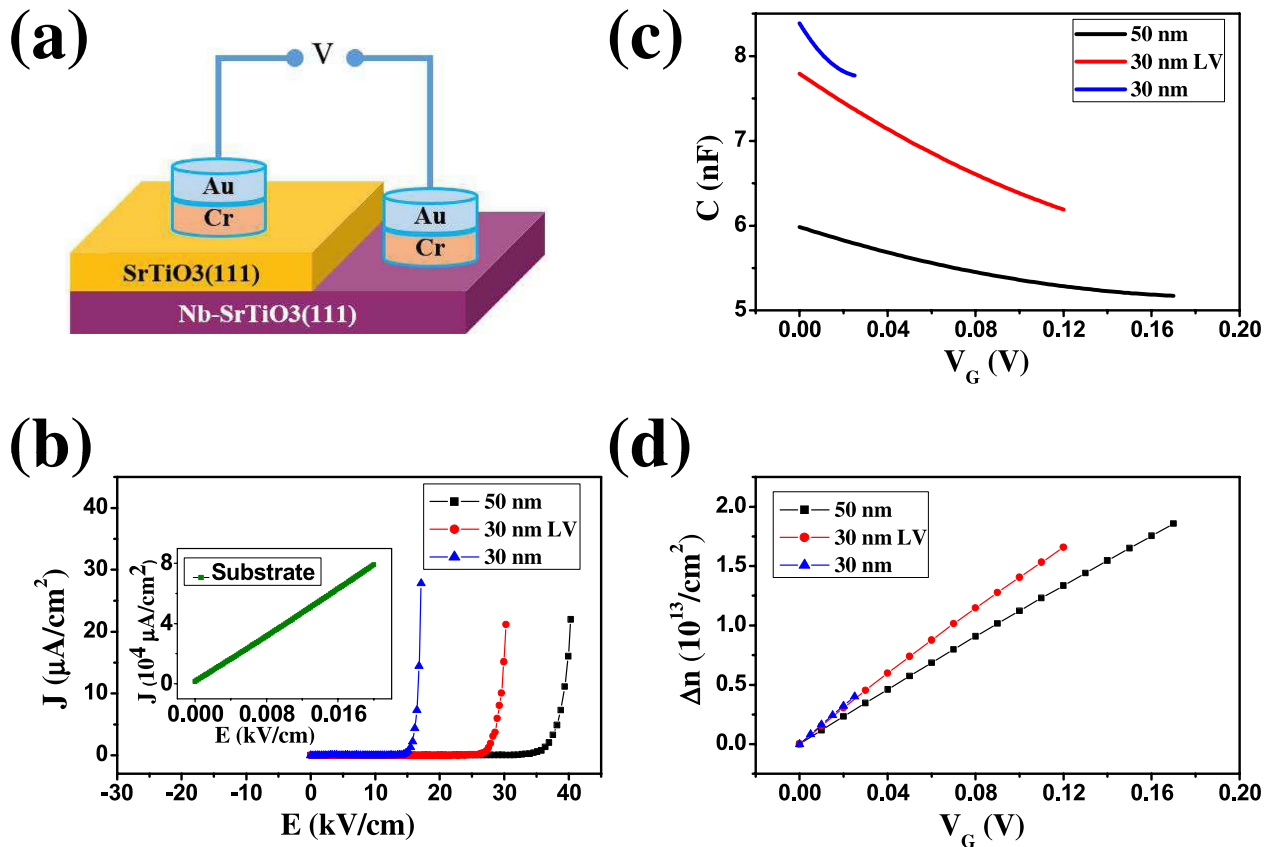 (a)
V
Au
Cr
Au
Cr
SrTiO3(111)
Nb-SrTiO3(111)
(c)
50 nm
30 nm LV
30 nm
C (nF)
8
7
6
5
0.00 0.04 0.08 0.12 0.16 0.20
V_G (V)
(b)
50 nm
30 nm LV
30 nm
J (μA/cm²)
40
30
20
10
0
-30 -20 -10 0 10 20 30 40
E (kV/cm)
Substrate
J (10⁴ μA/cm²)
8
4
0
0.000 0.008 0.016
E (kV/cm)
(d)
50 nm
30 nm LV
30 nm
Δn (10¹³/cm²)
2.0
1.5
1.0
0.5
0.0
0.00 0.04 0.08 0.12 0.16 0.20
V_G (V)